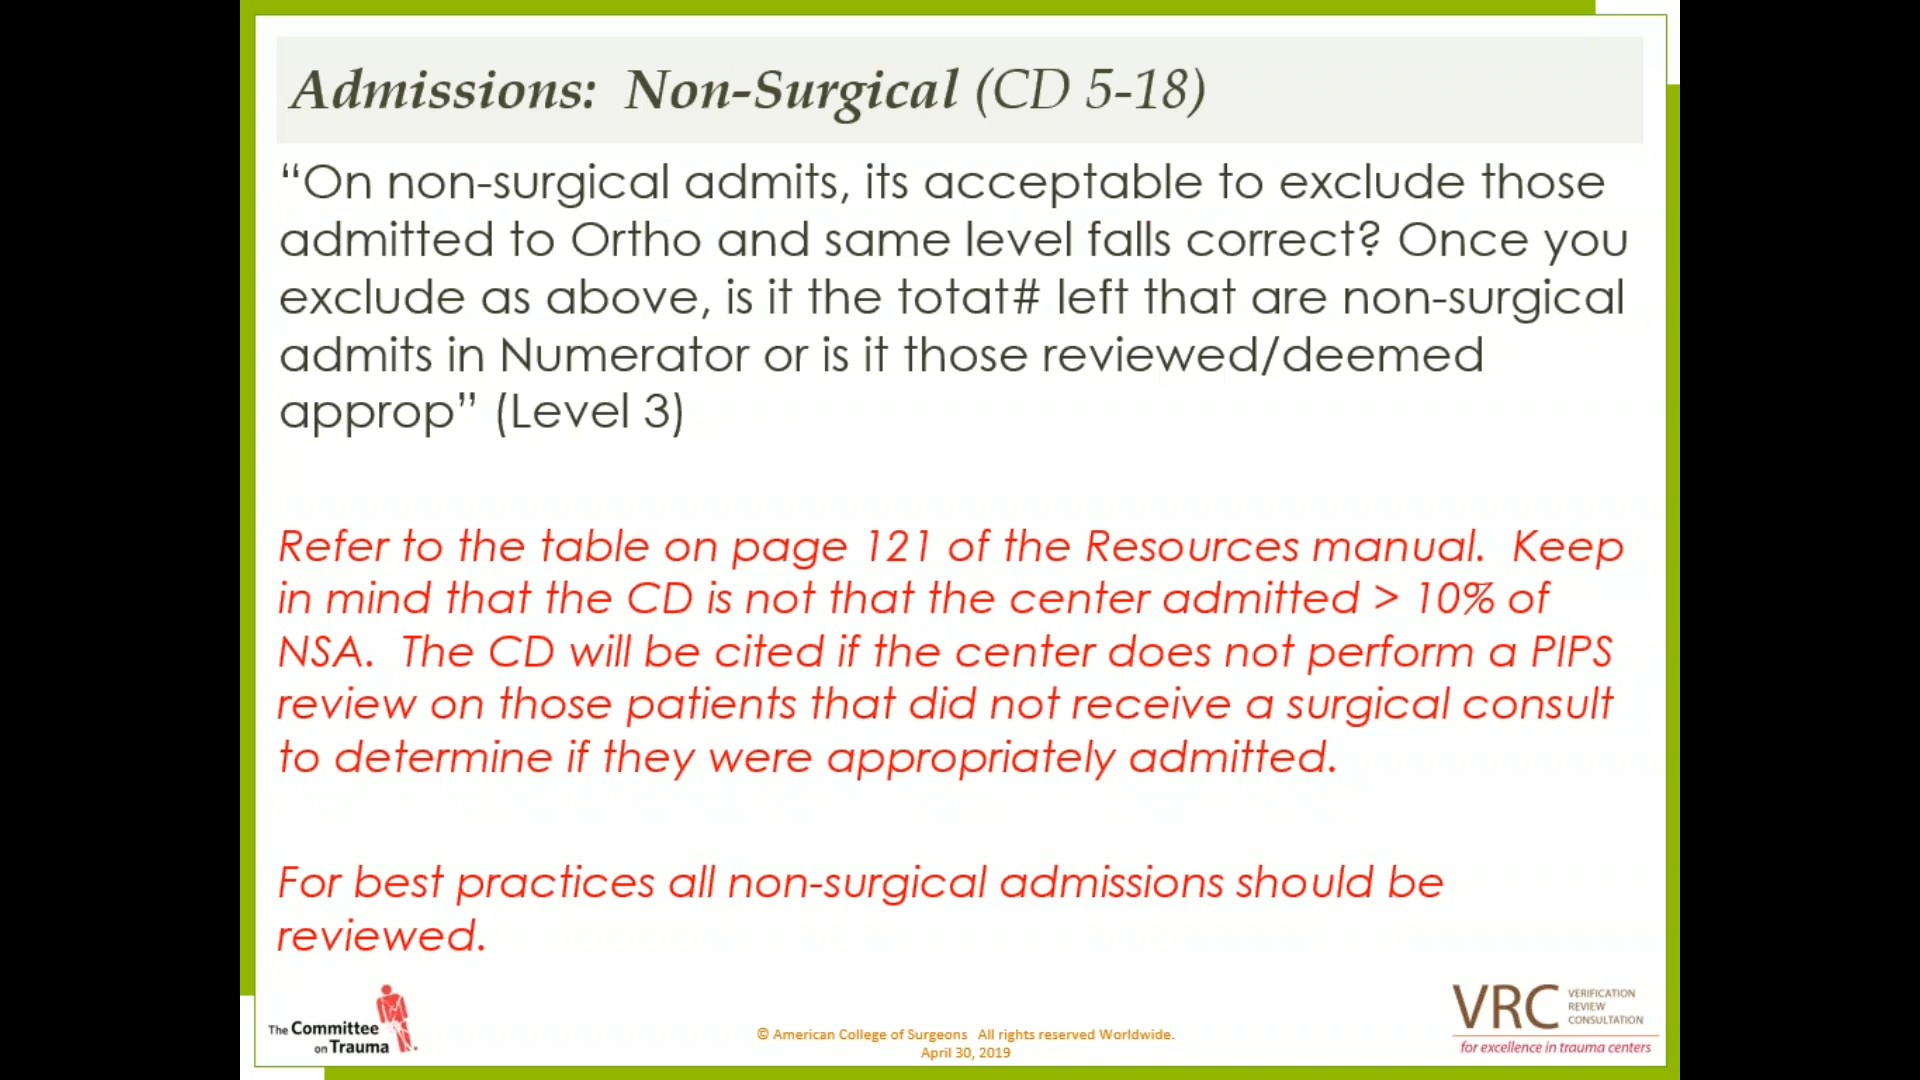 Admissions:  Non-Surgical (CD 5-18)
“On non-surgical admits, its acceptable to exclude those
admitted to Ortho and same level falls correct? Once you
exclude as above, is it the totat# left that are non-surgical
admits in Numerator or is it those reviewed/deemed
approp” (Level 3)
Refer to the table on page 121 of the Resources manual.  Keep
in mind that the CD is not that the center admitted > 10% of
NSA.  The CD will be cited if the center does not perform a PIPS
review on those patients that did not receive a surgical consult
to determine if they were appropriately admitted.
For best practices all non-surgical admissions should be
reviewed.
The Committee
on Trauma
© American College of Surgeons   All rights reserved Worldwide.
April 30, 2019
VRC VERIFICATION
REVIEW
CONSULTATION
for excellence in trauma centers